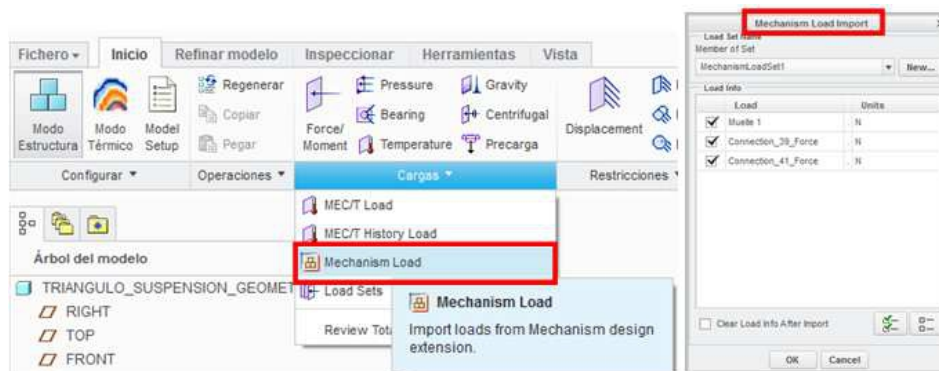 Fichero Inicio Refinar modelo Inspeccionar Herramientas Vista
Modo Estructura
Modo Térmico
Model Setup
Regenerar
Copiar
Pegar
Force/ Moment
Pressure
Bearing
Temperature
Gravity
Centrifugal
Precarga
Displacement
Configurar Operaciones Cargas Restricciones
MEC/T Load
MEC/T History Load
Mechanism Load
Load Sets
Review
Mechanism Load
Import loads from Mechanism design
extension.
Árbol del modelo
RIGHT
TOP
FRONT
Mechanism Load Import
Load Set Name
Member of Set
MechanismLoadSet1 New...
Load Info
Load Units
Muelle 1 N
Connection_39_Force N
Connection_41_Force N
Clear Load Info After Import
OK Cancel